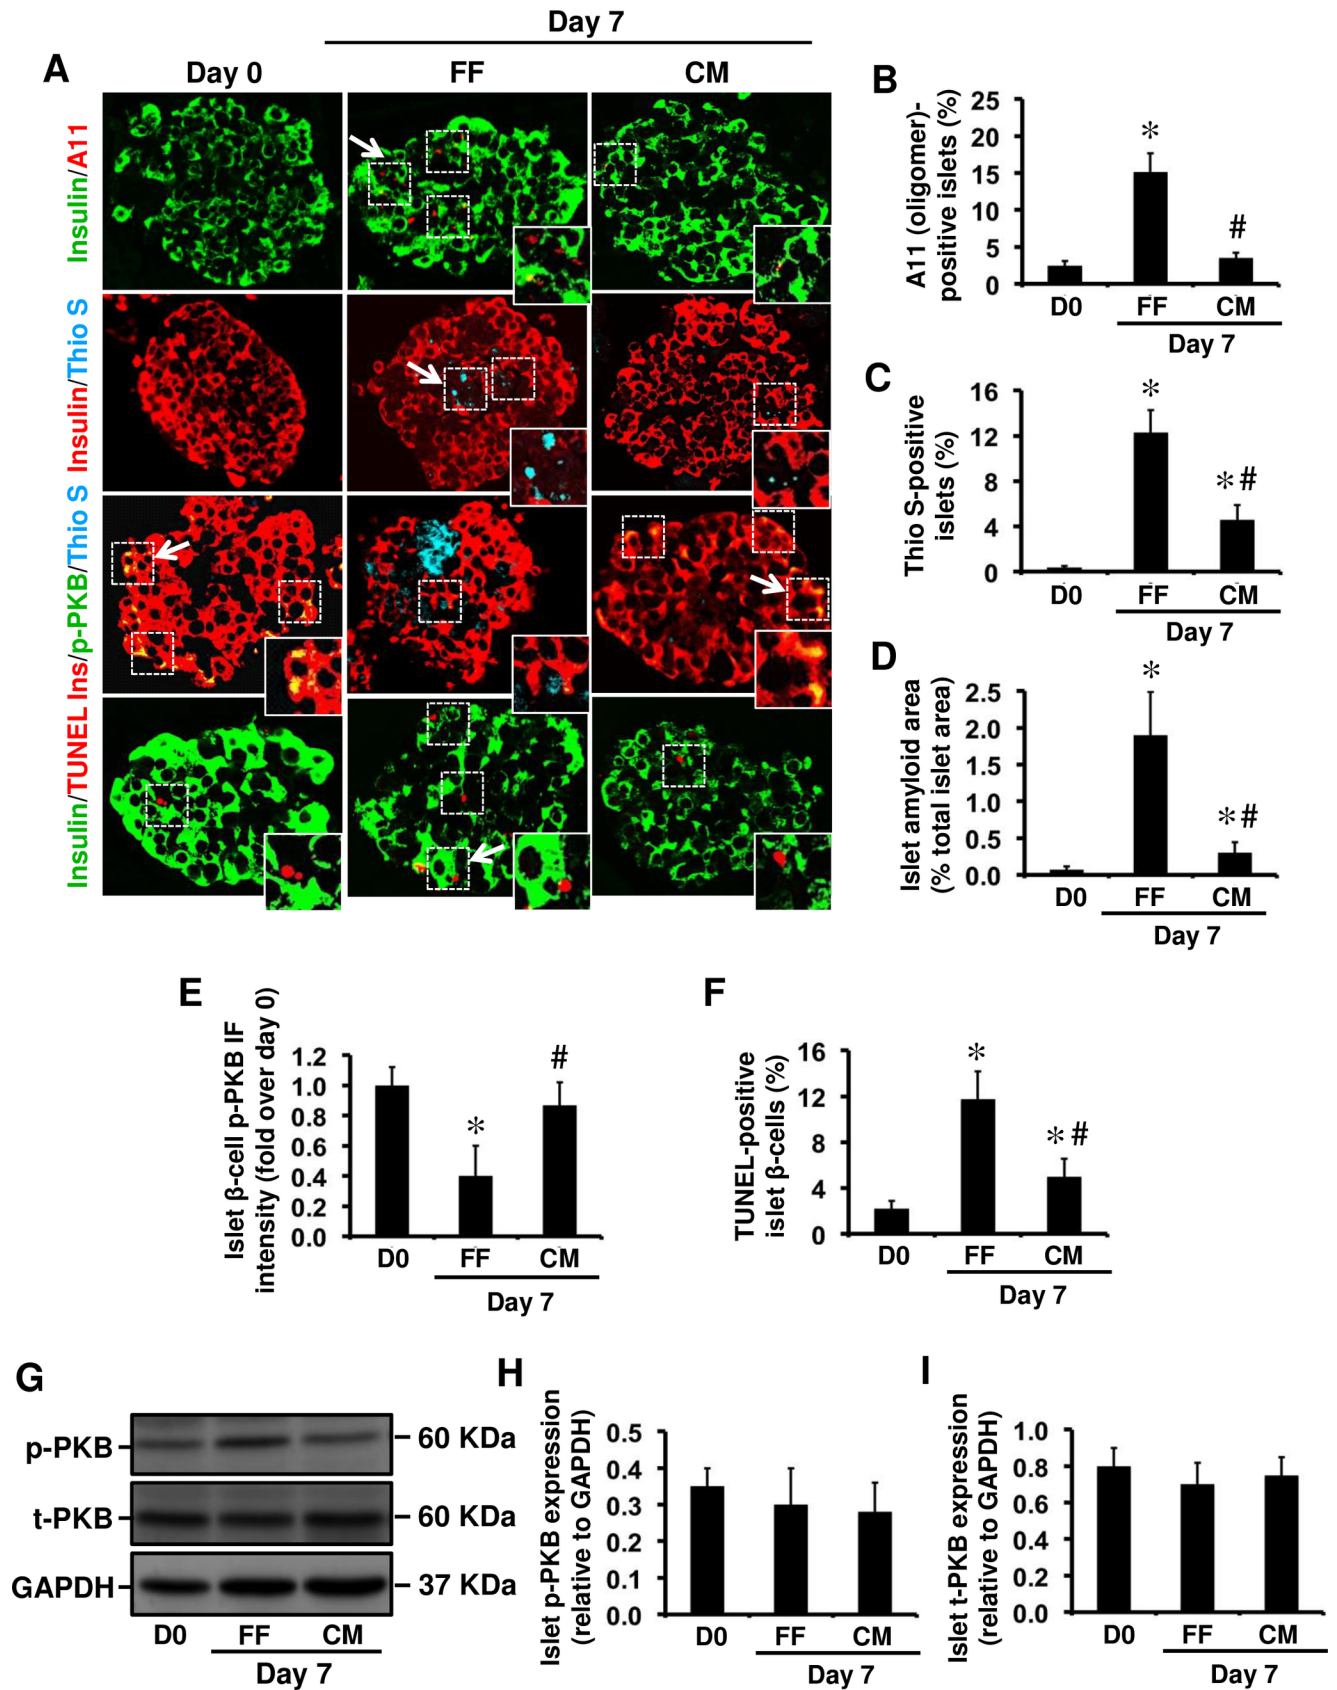 Day 7
A
Day 0
FF
CM
Insulin/A11
Insulin/Thio S
Ins/p-PKB/Thio S
Insulin/TUNEL
B
A11 (oligomer)-
positive islets (%)
25
20
15
10
5
0
*
#
D0
FF
CM
Day 7
C
Thio S-positive
islets (%)
16
12
8
4
0
*
* #
D0
FF
CM
Day 7
D
Islet amyloid area
(% total islet area)
2.5
2.0
1.5
1.0
0.5
0.0
*
* #
D0
FF
CM
Day 7
E
Islet β-cell p-PKB IF
intensity (fold over day 0)
1.2
1.0
0.8
0.6
0.4
0.2
0.0
*
#
D0
FF
CM
Day 7
F
TUNEL-positive
islet β-cells (%)
16
12
8
4
0
*
* #
D0
FF
CM
Day 7
G
p-PKB
60 KDa
t-PKB
60 KDa
GAPDH
37 KDa
D0
FF
CM
Day 7
H
Islet p-PKB expression
(relative to GAPDH)
0.5
0.4
0.3
0.2
0.1
0.0
D0
FF
CM
Day 7
I
Islet t-PKB expression
(relative to GAPDH)
1.0
0.8
0.6
0.4
0.2
0.0
D0
FF
CM
Day 7